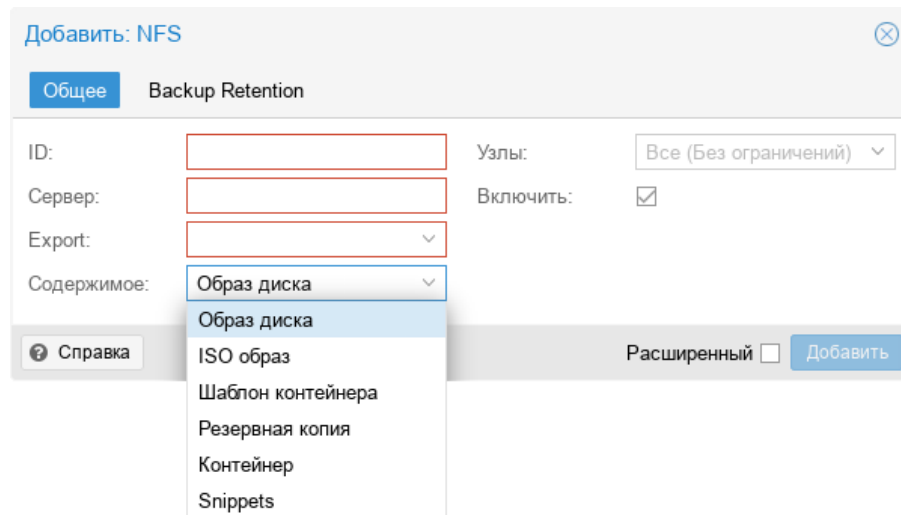 Добавить: NFS
Общее Backup Retention
ID: Узлы: Все (Без ограничений)
Сервер: Включить:
Export:
Содержимое: Образ диска
Образ диска
ISO образ
Шаблон контейнера
Резервная копия
Контейнер
Snippets
Справка Расширенный Добавить